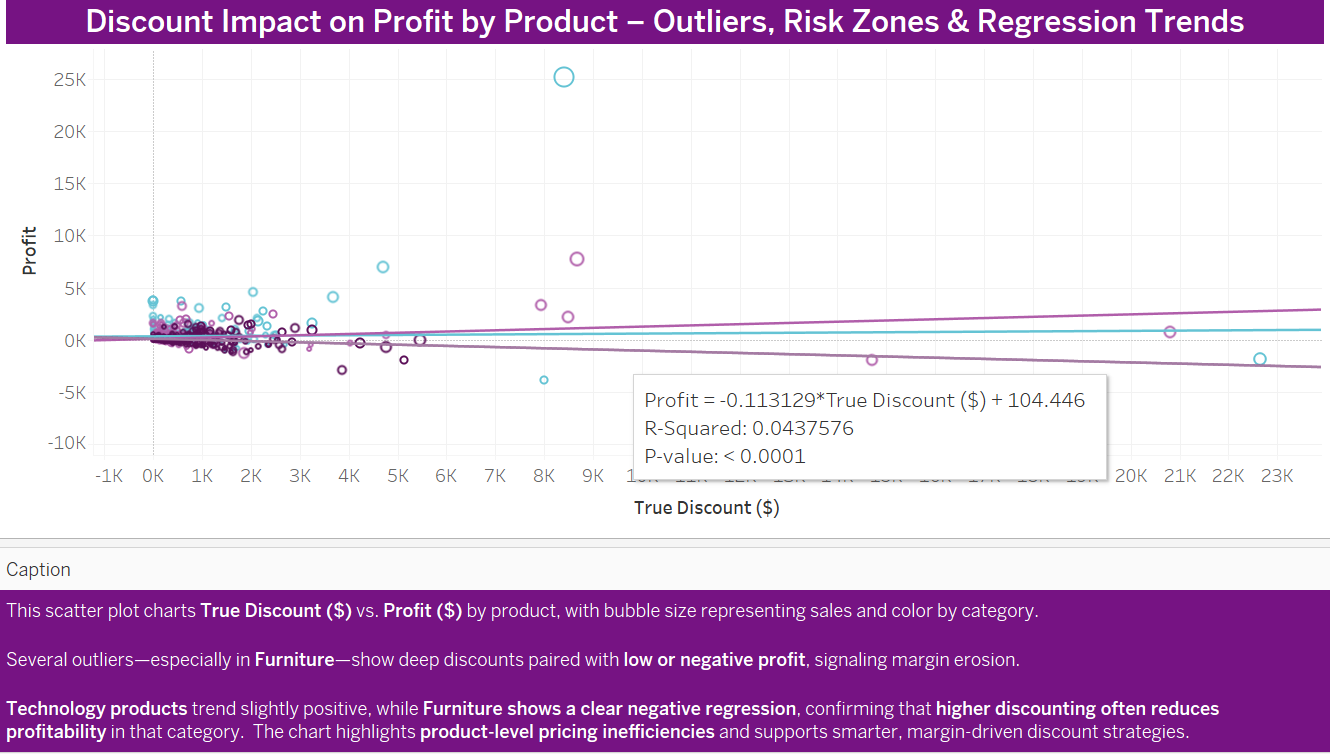 Discount Impact on Profit by Product – Outliers, Risk Zones & Regression Trends
25K
20K
15K
10K
5K
0K
-5K
-10K
Profit
Profit = -0.113129*True Discount ($) + 104.446
R-Squared: 0.0437576
P-value: < 0.0001
-1K 0K 1K 2K 3K 4K 5K 6K 7K 8K 9K 20K 21K 22K 23K
True Discount ($)
Caption
This scatter plot charts True Discount ($) vs. Profit ($) by product, with bubble size representing sales and color by category.
Several outliers—especially in Furniture—show deep discounts paired with low or negative profit, signaling margin erosion.
Technology products trend slightly positive, while Furniture shows a clear negative regression, confirming that higher discounting often reduces
profitability in that category. The chart highlights product-level pricing inefficiencies and supports smarter, margin-driven discount strategies.